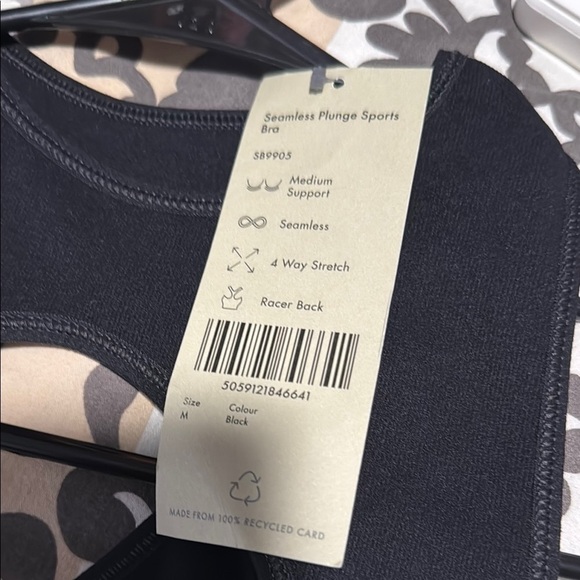 Seamless Plunge Sports
Bra
SB9905
Medium
Support
Seamless
4 Way Stretch
Racer Back
5059121846641
Size
M
Colour
Black
MADE FROM 100% RECYCLED CARD